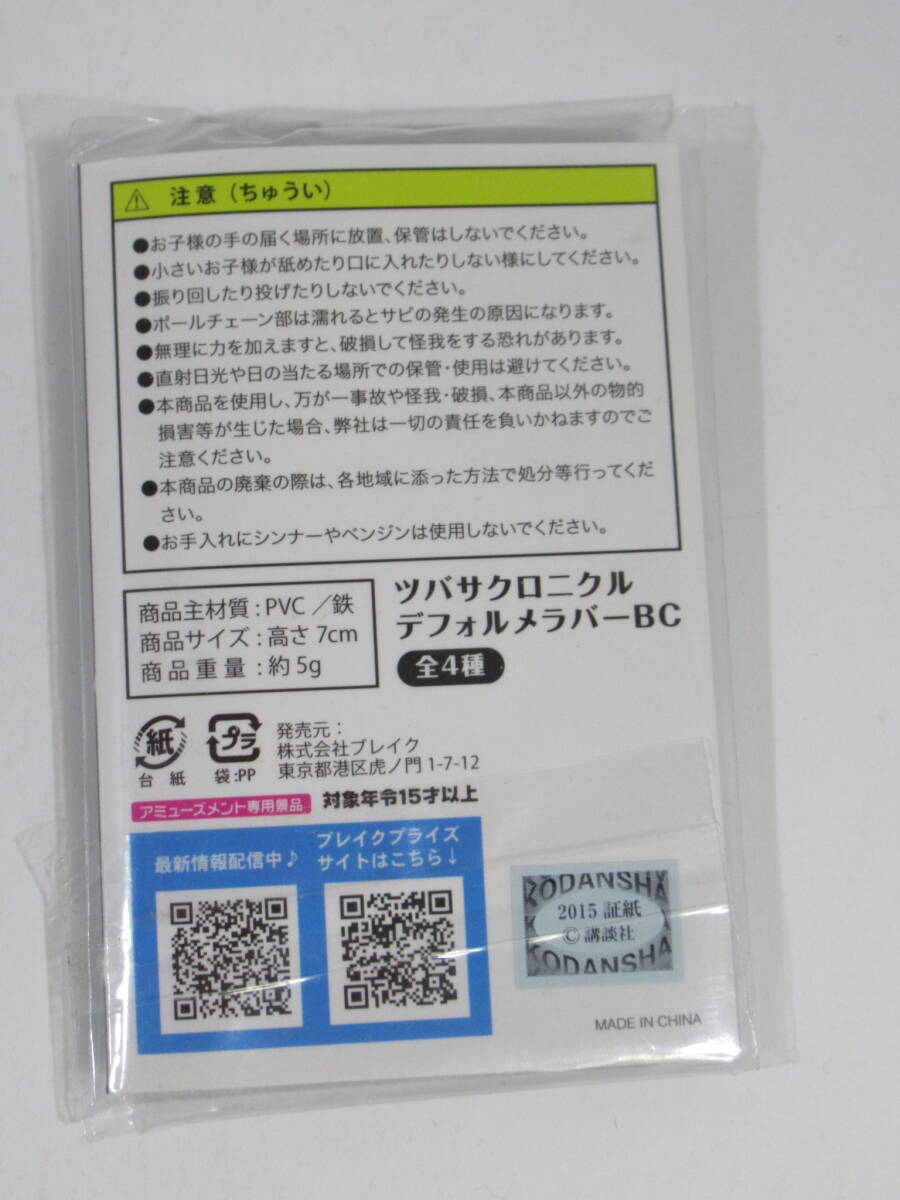 ⚠ 注意（ちゅうい）
●お子様の手の届く場所に放置、保管はしないでください。
●小さいお子様が舐めたり口に入れたりしない様にしてください。
●振り回したり投げたりしないでください。
●ボールチェーン部は濡れるとサビの発生の原因になります。
●無理に力を加えますと、破損して怪我をする恐れがあります。
●直射日光や日の当たる場所での保管・使用は避けてください。
●本商品を使用し、万が一事故や怪我・破損、本商品以外の物的
損害等が生じた場合、弊社は一切の責任を負いかねますのでご
注意ください。
●本商品の廃棄の際は、各地域に添った方法で処分等行ってくだ
さい。
●お手入れにシンナーやベンジンは使用しないでください。
商品主材質：PVC／鉄
商品サイズ：高さ7cm
商品重量：約5g
ツバサクロニクル
デフォルメラバーBC
全4種
紙
台紙
プラ
袋:PP
発売元：
株式会社ブレイク
東京都港区虎ノ門1-7-12
アミューズメント専用景品
対象年令15才以上
最新情報配信中♪
ブレイクプライズ
サイトはこちら↓
KODANSHA
2015 証紙
©講談社
KODANSHA
MADE IN CHINA